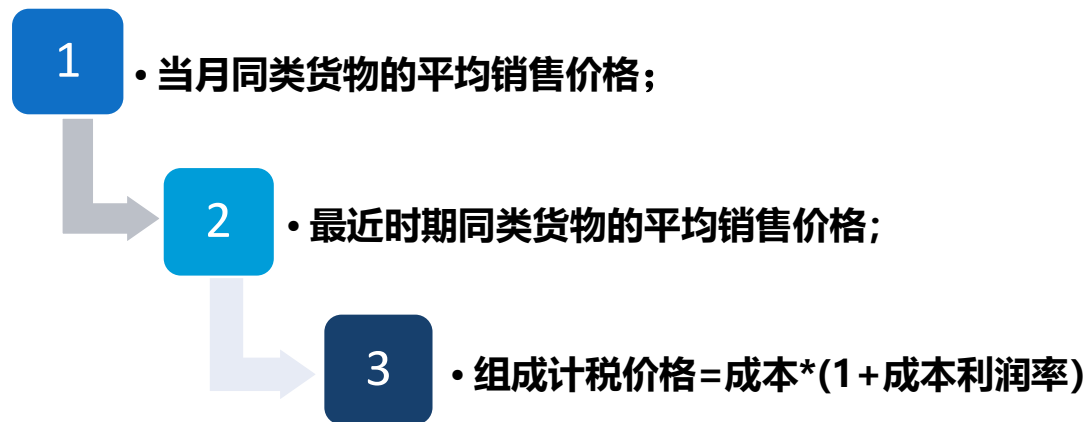 1
• 当月同类货物的平均销售价格；
2
• 最近时期同类货物的平均销售价格；
3
• 组成计税价格=成本*(1+成本利润率)